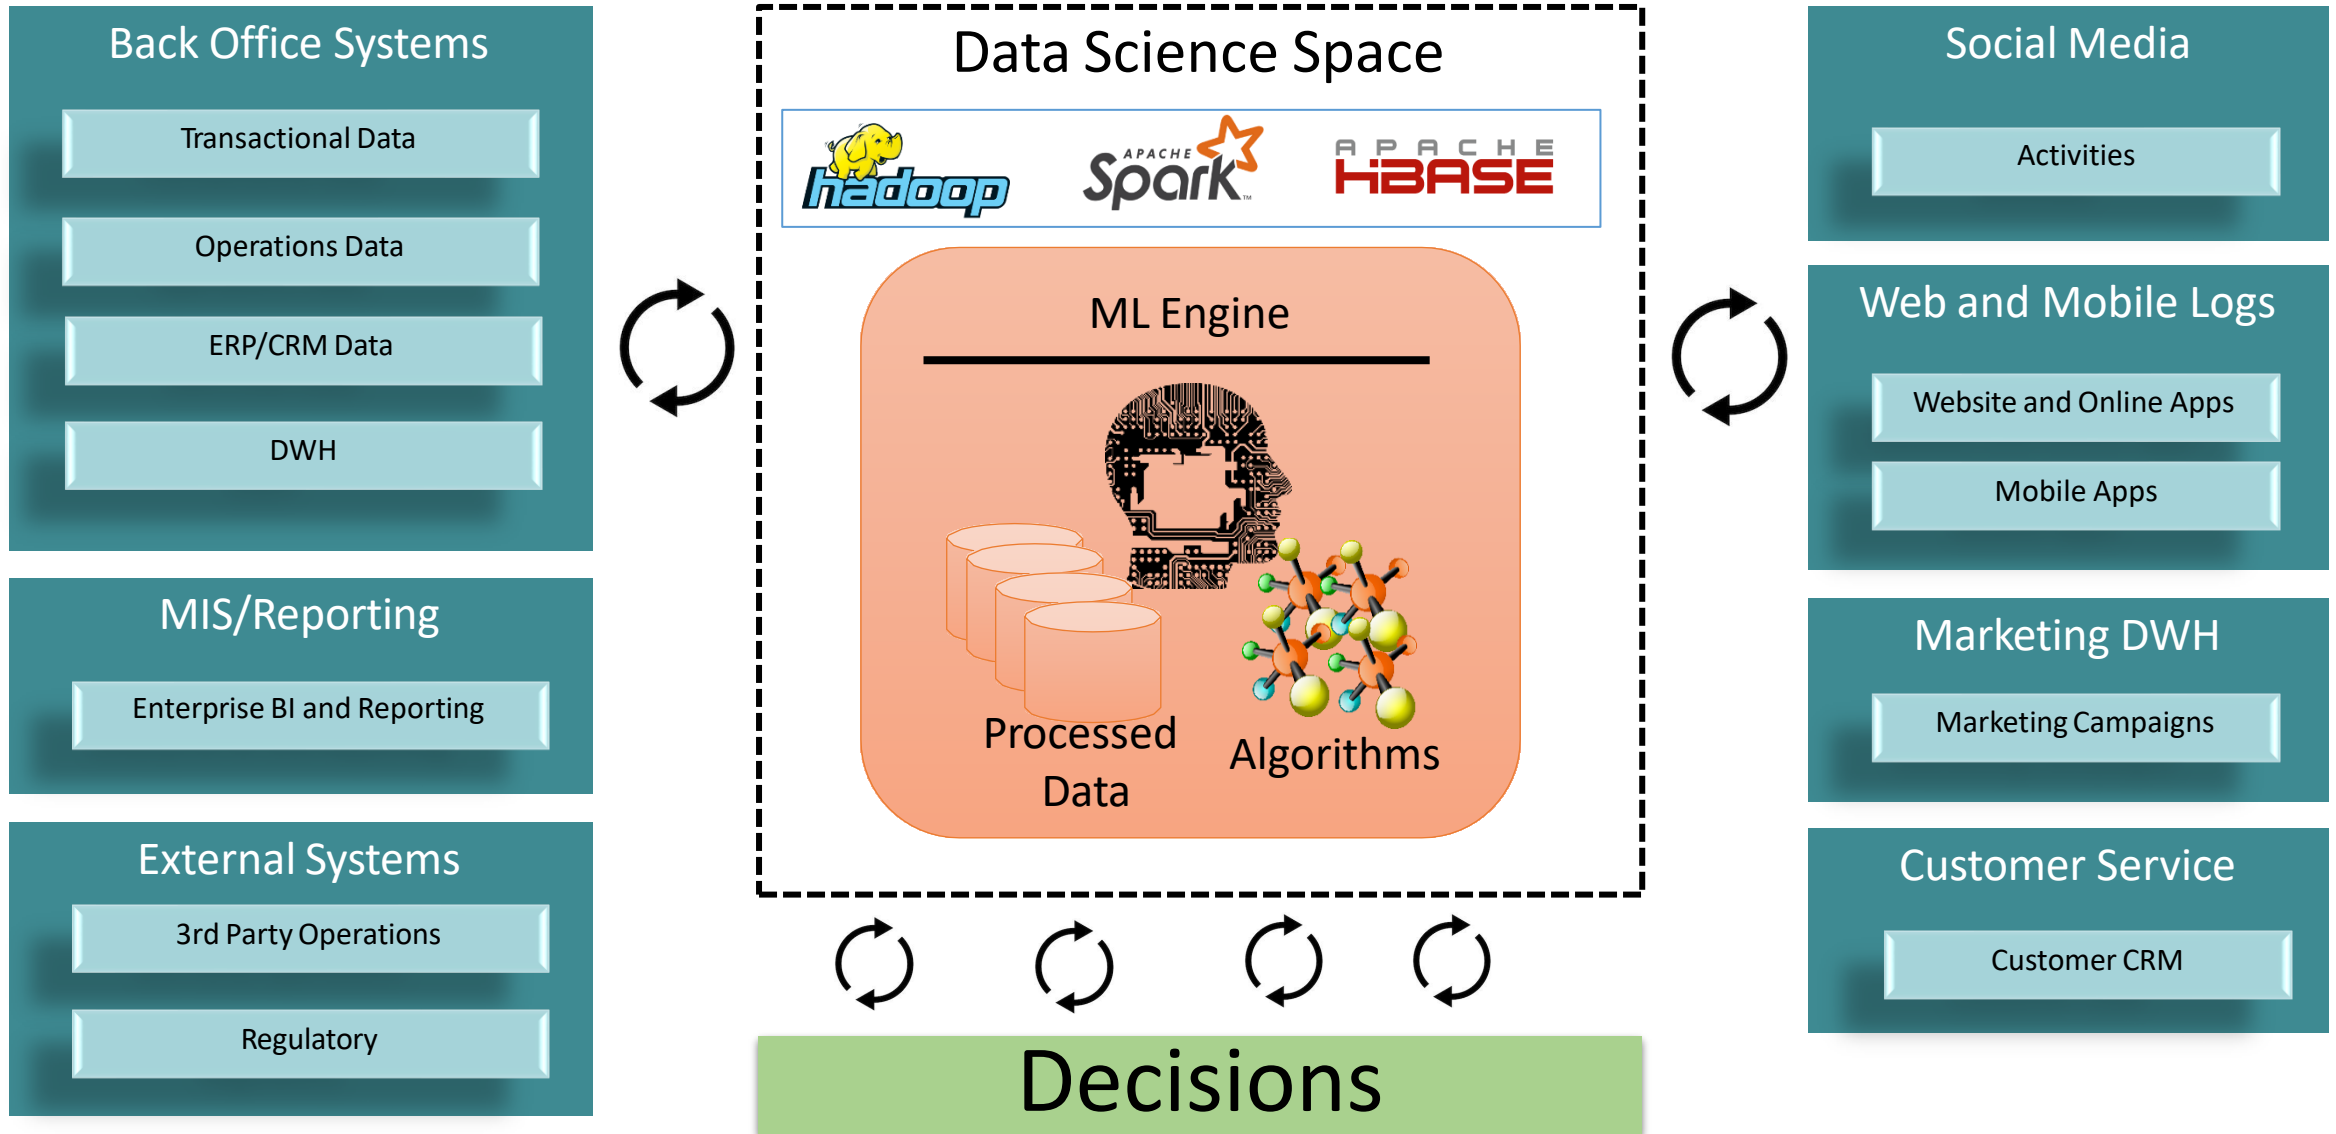 Back Office Systems
Transactional Data
Operations Data
ERP/CRM Data
DWH
MIS/Reporting
Enterprise BI and Reporting
External Systems
3rd Party Operations
Regulatory
Data Science Space
hadoop
APACHE
Spark
TM
APACHE
HBASE
ML Engine
Processed
Data
Algorithms
Decisions
Social Media
Activities
Web and Mobile Logs
Website and Online Apps
Mobile Apps
Marketing DWH
Marketing Campaigns
Customer Service
Customer CRM